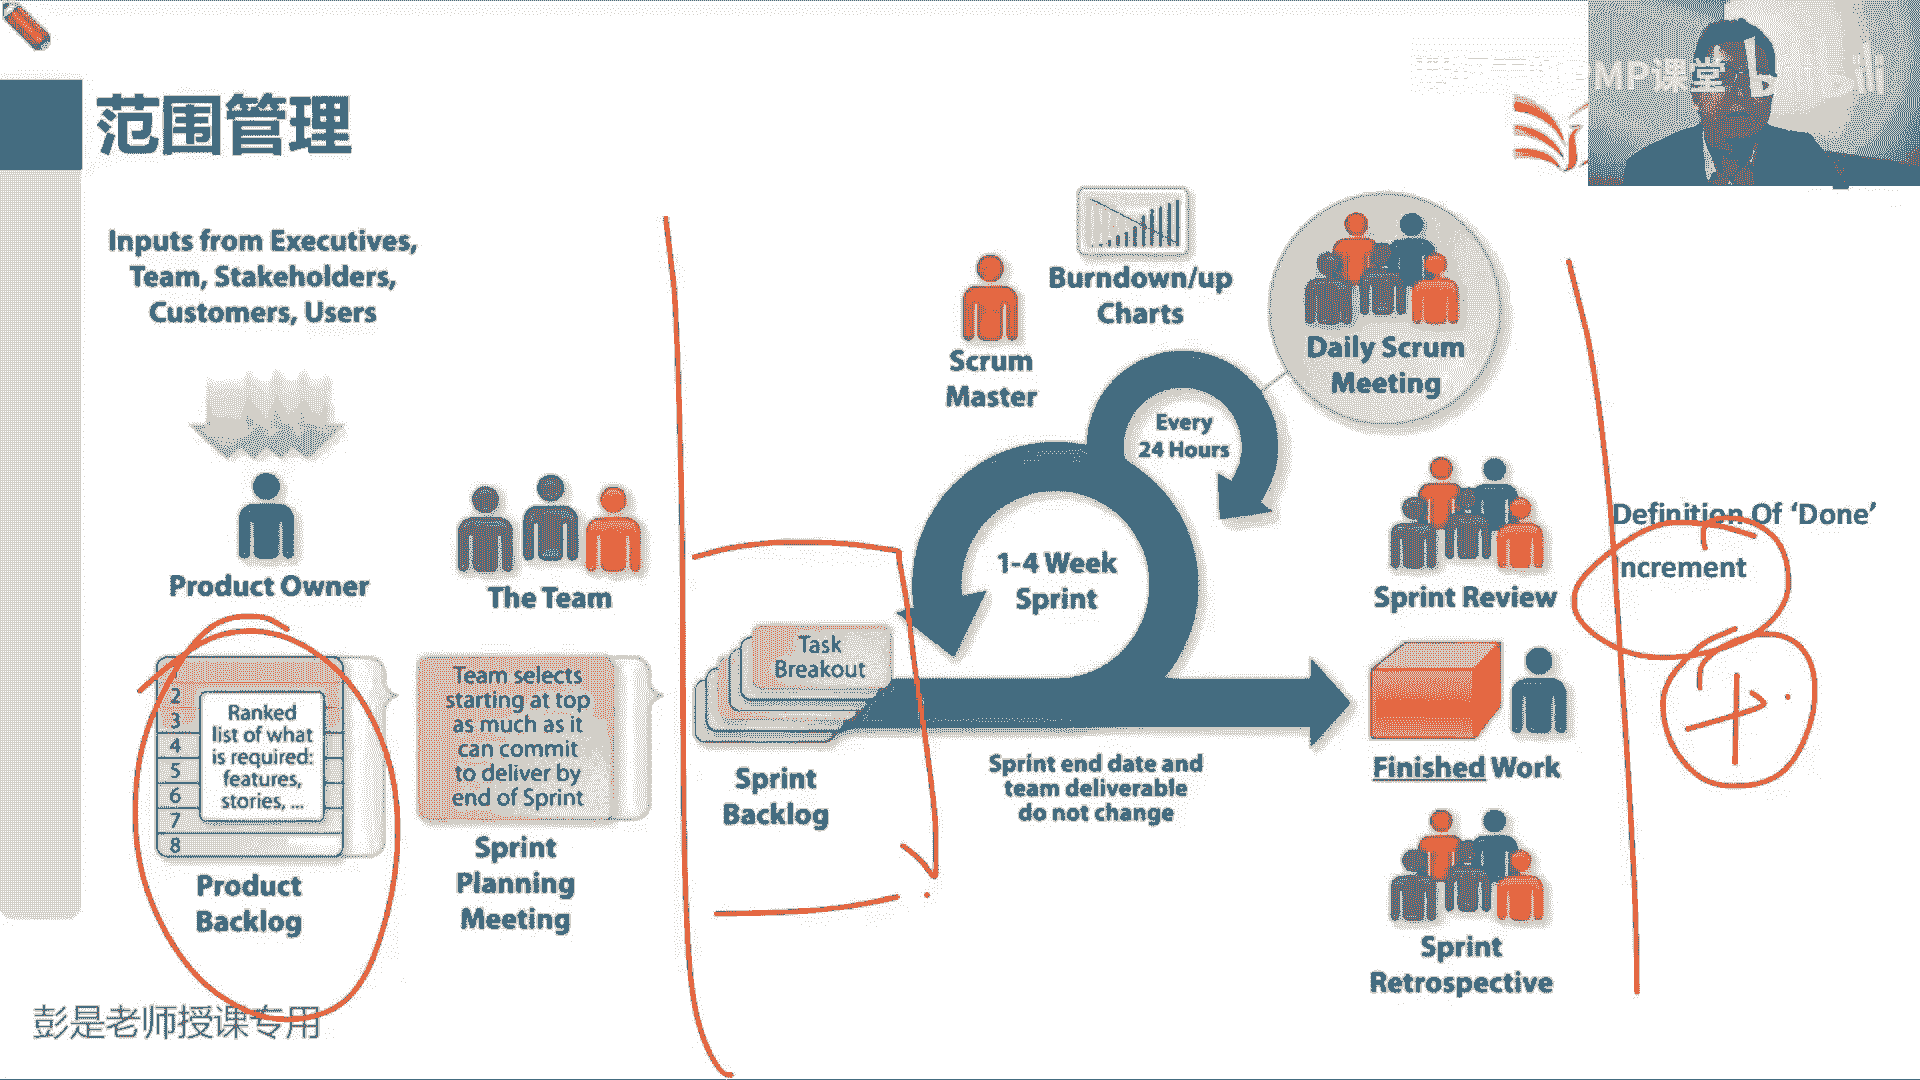 范围管理
MP课堂
Inputs from Executives,
Team, Stakeholders,
Customers, Users
Product Owner
The Team
2
3
4
5
6
7
8
Ranked
list of what
is required:
features,
stories, ...
Product
Backlog
Team selects
starting at top
as much as it
can commit
to deliver by
end of Sprint
Sprint
Planning
Meeting
Task
Breakout
Sprint
Backlog
Scrum
Master
Burndown/up
Charts
Daily Scrum
Meeting
Every
24 Hours
1-4 Week
Sprint
Sprint end date and
team deliverable
do not change
Sprint Review
Finished Work
Sprint
Retrospective
Definition Of ‘Done’
ncrement
彭是老师授课专用